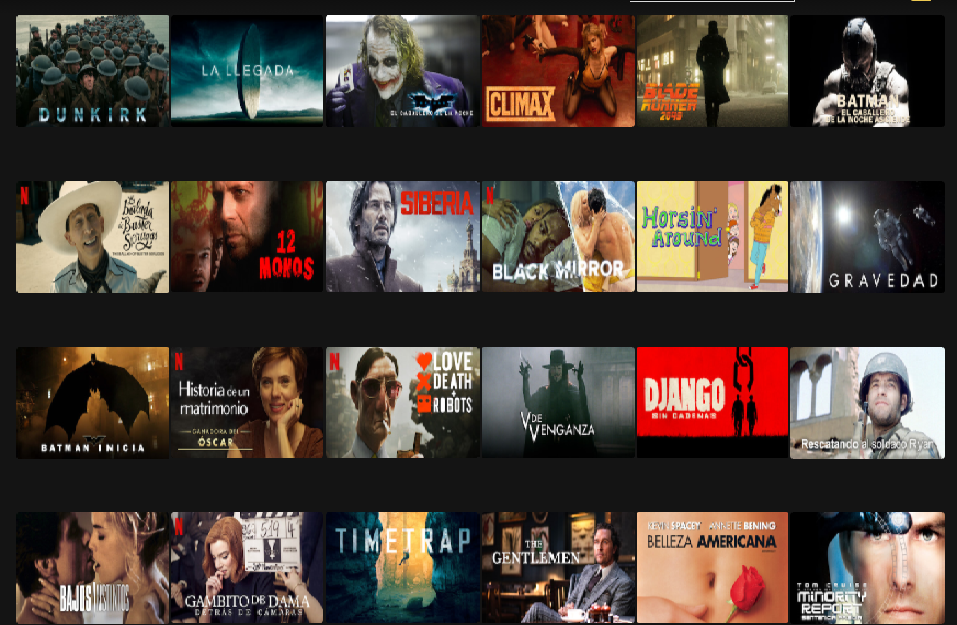 DUNKIRK
LA LLEGADA
EL CABALLERO DE LA NOCHE
CLIMAX
BLADE
RUNNER
2049
BATMAN
EL CABALLERO
DE LA NOCHE ASCIENDE
N
La
balada
de Buster
Scruggs
12
MONOS
SIBERIA
N
BLACK MIRROR
Horsin'
Around
GRAVEDAD
BATMAN INICIA
N
Historia de un
matrimonio
GANADORA DEL
ÓSCAR
N
LOVE
DEATH
+
ROBOTS
V DE
VENGANZA
DJANGO
SIN CADENAS
Rescatando al soldado Ryan
BAJOS INSTINTOS
N
GAMBITO DE DAMA
DETRÁS DE CÁMARAS
TIMETRAP
THE
GENTLEMEN
KEVIN SPACEY ANNETTE BENING
BELLEZA AMERICANA
TOM CRUISE
MINORITY
REPORT